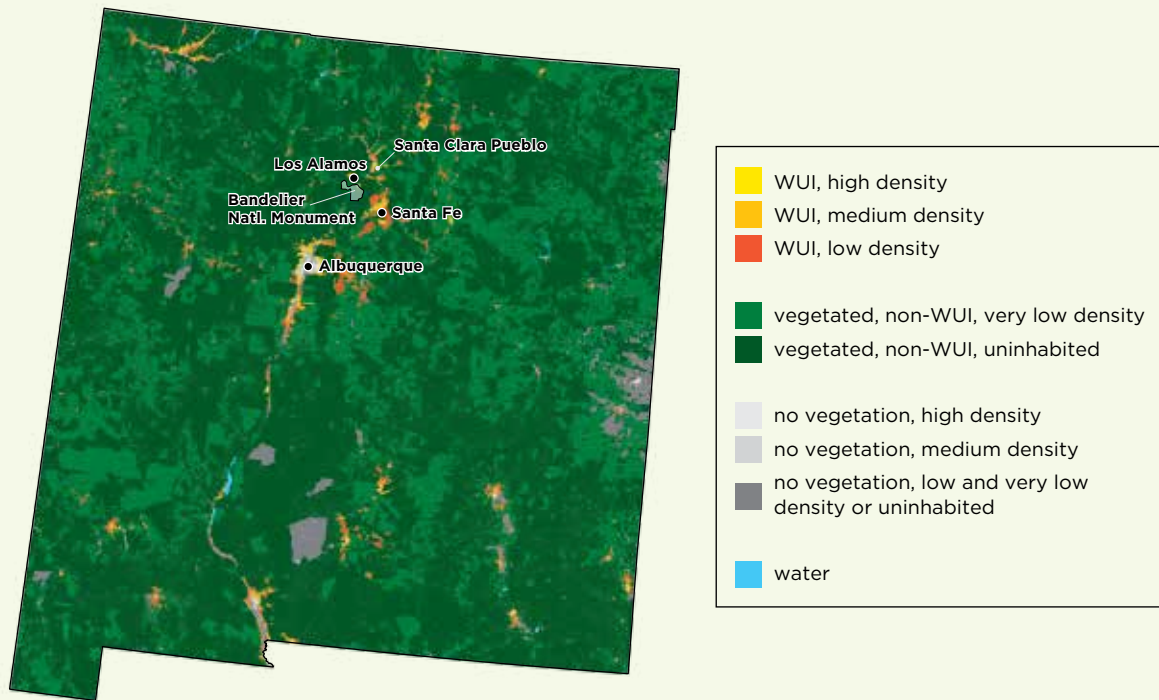 Santa Clara Pueblo
Los Alamos
Bandelier
Natl. Monument
Santa Fe
Albuquerque
WUI, high density
WUI, medium density
WUI, low density
vegetated, non-WUI, very low density
vegetated, non-WUI, uninhabited
no vegetation, high density
no vegetation, medium density
no vegetation, low and very low
density or uninhabited
water